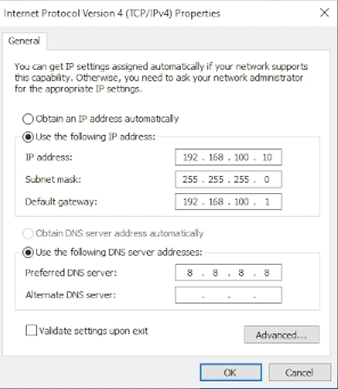 Internet Protocol Version 4 (TCP/IPv4) Properties
General
You can get IP settings assigned automatically if your network supports
this capability. Otherwise, you need to ask your network administrator
for the appropriate IP settings.
Obtain an IP address automatically
Use the following IP address:
IP address: 192 . 168 . 100 . 10
Subnet mask: 255 . 255 . 255 . 0
Default gateway: 192 . 168 . 100 . 1
Obtain DNS server address automatically
Use the following DNS server addresses:
Preferred DNS server: 8 . 8 . 8 . 8
Alternate DNS server: . . .
Validate settings upon exit
Advanced...
OK Cancel